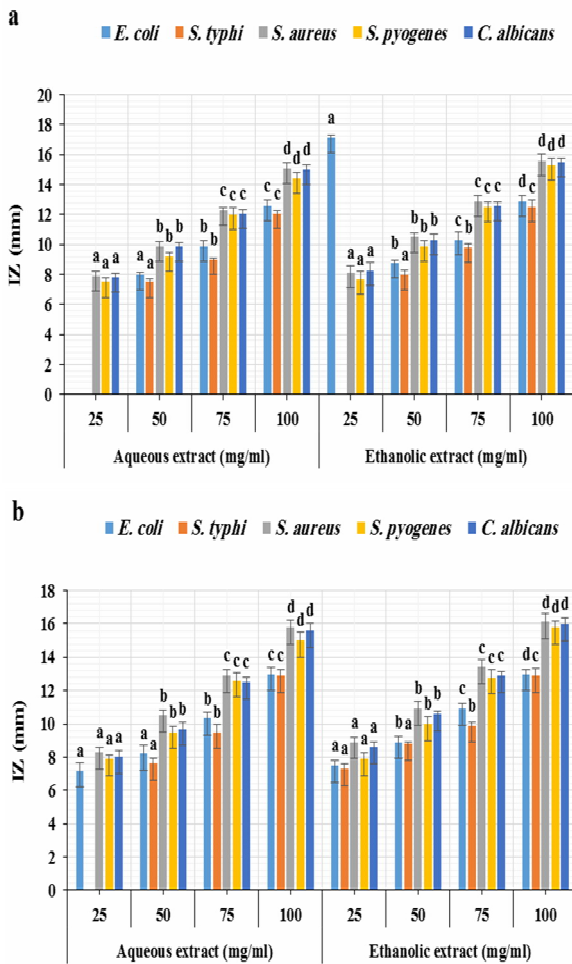 a
E. coli S. typhi S. aureus S. pyogenes C. albicans
20
18
16
14
12
10
8
6
4
2
0
IZ (mm)
a a a
a a b b b
b b c c c
c c d d d
a a a a
b a b b b
c b c c c
d c d d d
25 50 75 100 25 50 75 100
Aqueous extract (mg/ml) Ethanolic extract (mg/ml)
b
E. coli S. typhi S. aureus S. pyogenes C. albicans
18
16
14
12
10
8
6
4
2
0
IZ (mm)
a a a a
a a b b b
b b c c c
c c d d d
a a a a a
b a b b b
c b c c c
d c d d d
25 50 75 100 25 50 75 100
Aqueous extract (mg/ml) Ethanolic extract (mg/ml)